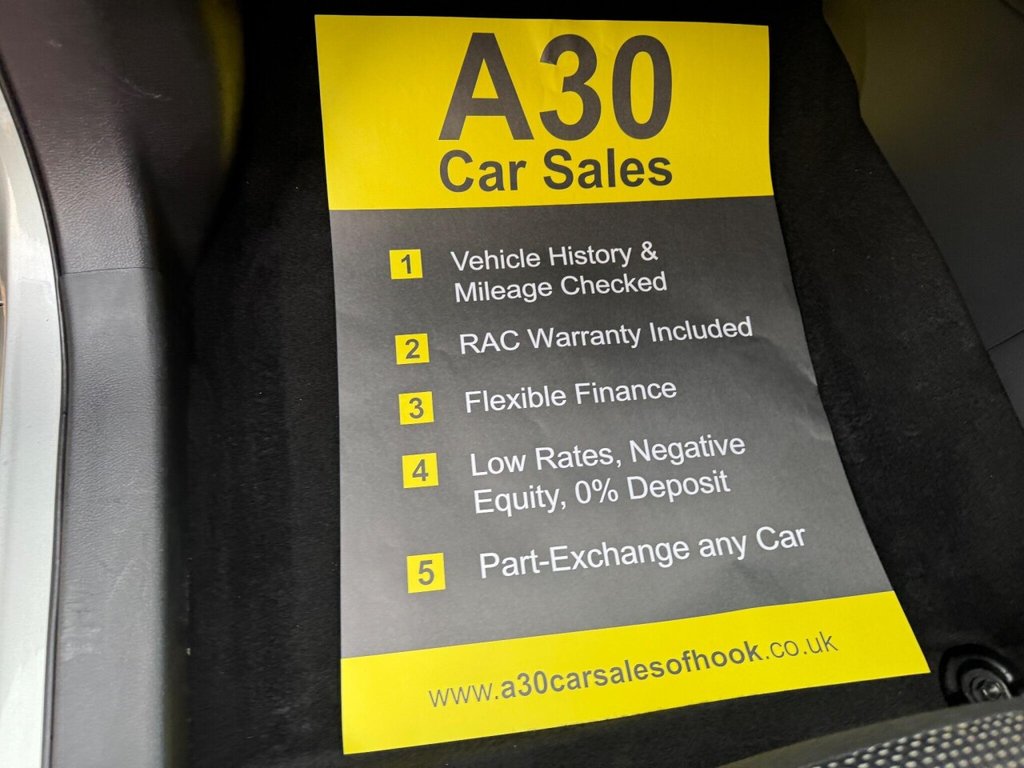 A30
Car Sales
1 Vehicle History &
Mileage Checked
2 RAC Warranty Included
3 Flexible Finance
4 Low Rates, Negative
Equity, 0% Deposit
5 Part-Exchange any Car
www.a30carsalesofhook.co.uk